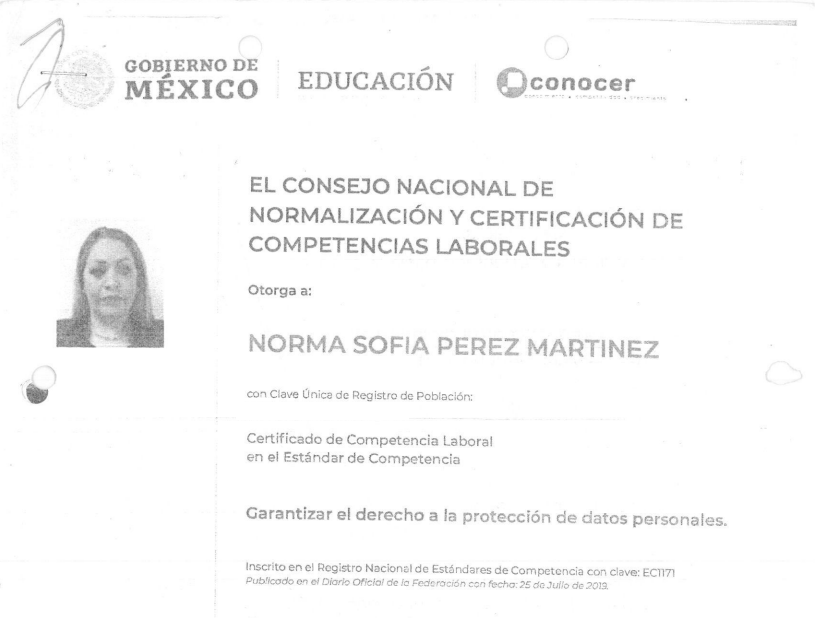 GOBIERNO DE
MÉXICO
EDUCACIÓN
conocer
EL CONSEJO NACIONAL DE
NORMALIZACIÓN Y CERTIFICACIÓN DE
COMPETENCIAS LABORALES
Otorga a:
NORMA SOFIA PEREZ MARTINEZ
con Clave Única de Registro de Población:
Certificado de Competencia Laboral
en el Estándar de Competencia
Garantizar el derecho a la protección de datos personales.
Inscrito en el Registro Nacional de Estándares de Competencia con clave: EC1171
Publicado en el Diario Oficial de la Federación con fecha: 25 de Julio de 2019.